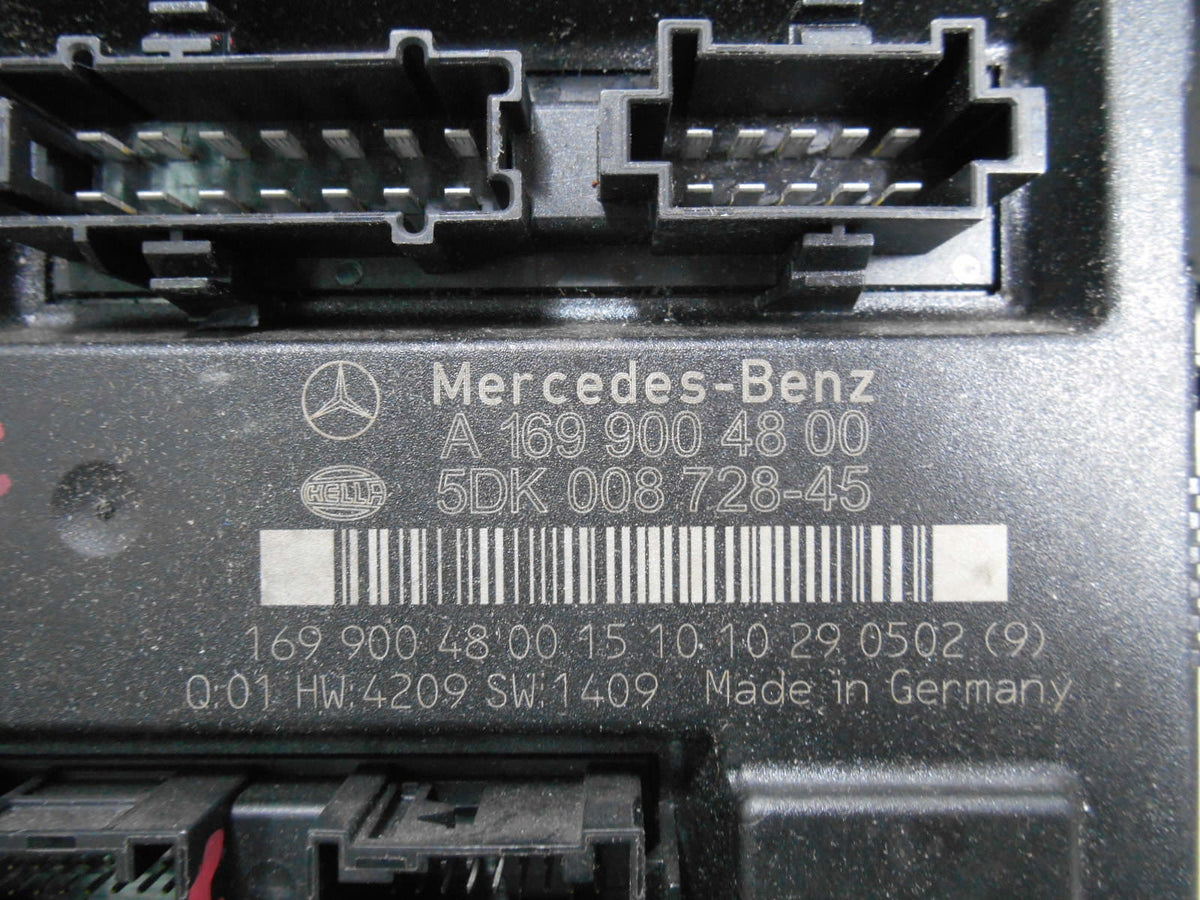 Mercedes-Benz
A 169 900 48 00
HELLA 5DK 008 728-45
169 900 48 00 15 10 10 29 0502 (9)
Q:01 HW:4209 SW:1409 Made in Germany